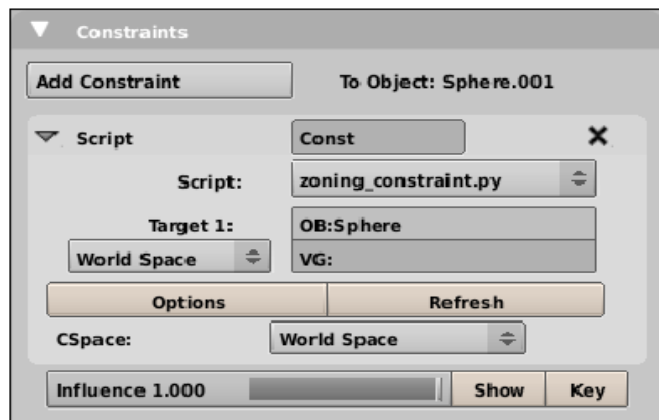 Constraints
Add Constraint To Object: Sphere.001
Script Const
Script: zoning_constraint.py
Target 1: OB:Sphere
World Space VG:
Options Refresh
CSpace: World Space
Influence 1.000 Show Key